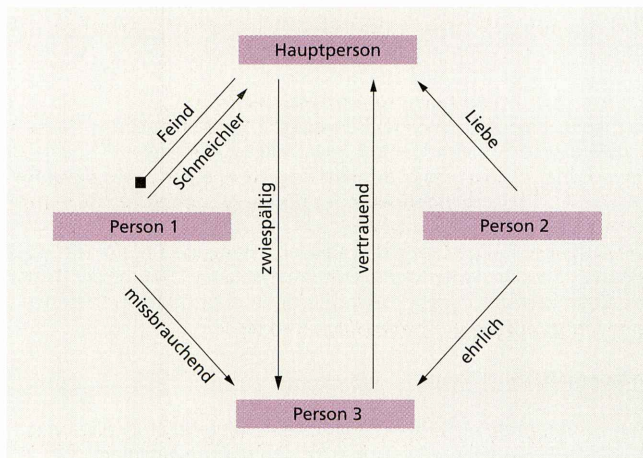 Hauptperson
Feind
Schmeichler
zwiespältig
vertrauend
Liebe
Person 1
Person 2
missbrauchend
ehrlich
Person 3